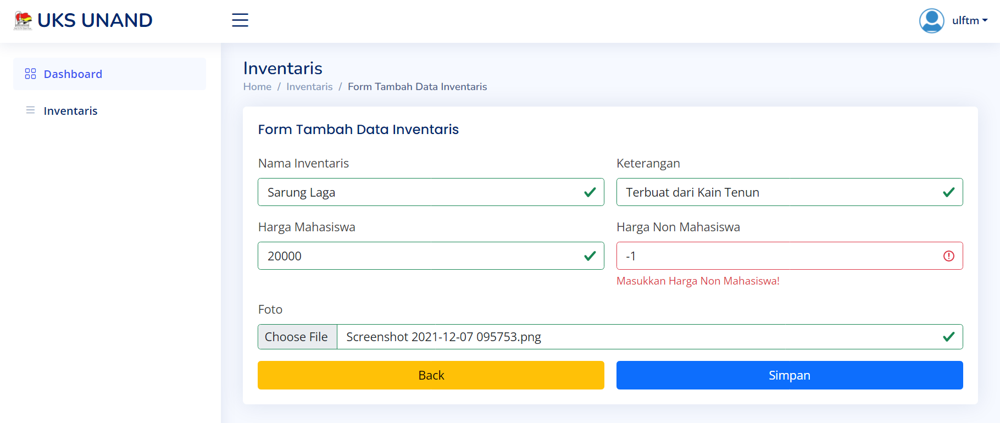 UKS UNAND
ulftm
Dashboard
Inventaris
Inventaris
Home / Inventaris / Form Tambah Data Inventaris
Form Tambah Data Inventaris
Nama Inventaris
Keterangan
Sarung Laga
Terbuat dari Kain Tenun
Harga Mahasiswa
Harga Non Mahasiswa
20000
-1
Masukkan Harga Non Mahasiswa!
Foto
Choose File Screenshot 2021-12-07 095753.png
Back
Simpan